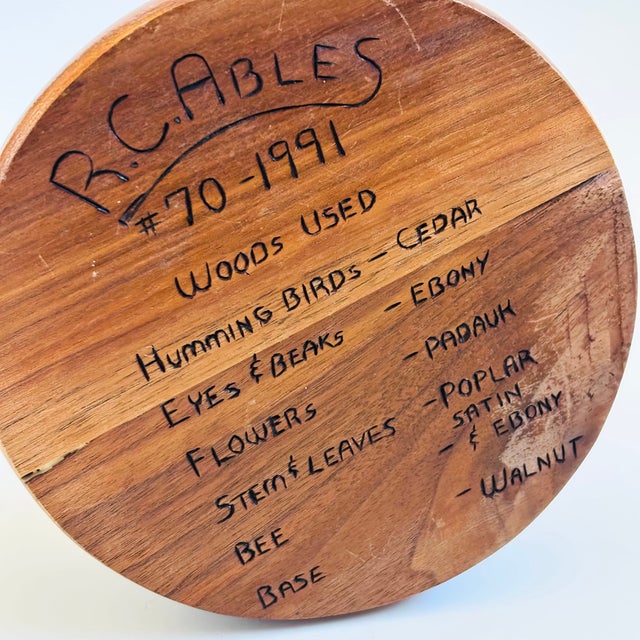 R.C. ABLES
#70-1991
WOODS USED
HUMMING BIRDS - CEDAR
EYES & BEAKS - EBONY
FLOWERS - PADAUK
STEM & LEAVES - POPLAR
BEE - SATIN & EBONY
BASE - WALNUT